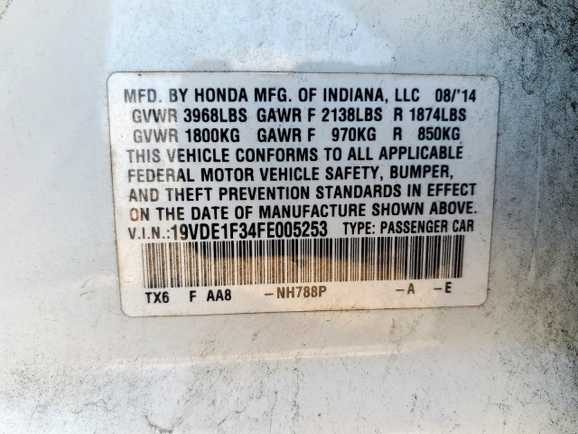 MFD. BY HONDA MFG. OF INDIANA, LLC 08/'14
GVWR 3968LBS GAWR F 2138LBS R 1874LBS
GVWR 1800KG GAWR F 970KG R 850KG
THIS VEHICLE CONFORMS TO ALL APPLICABLE
FEDERAL MOTOR VEHICLE SAFETY, BUMPER,
AND THEFT PREVENTION STANDARDS IN EFFECT
ON THE DATE OF MANUFACTURE SHOWN ABOVE.
V.I.N.:19VDE1F34FE005253 TYPE: PASSENGER CAR
TX6 F AA8 -NH788P -A -E